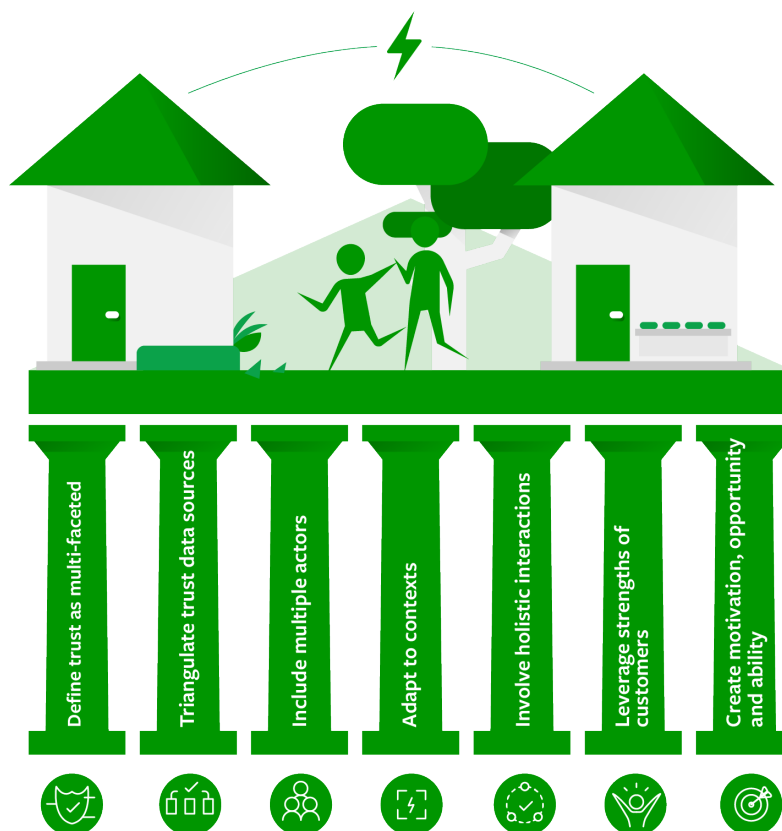 Define trust as multi-faceted
Triangulate trust data sources
Include multiple actors
Adapt to contexts
Involve holistic interactions
Leverage strengths of
customers
Create motivation, opportunity
and ability